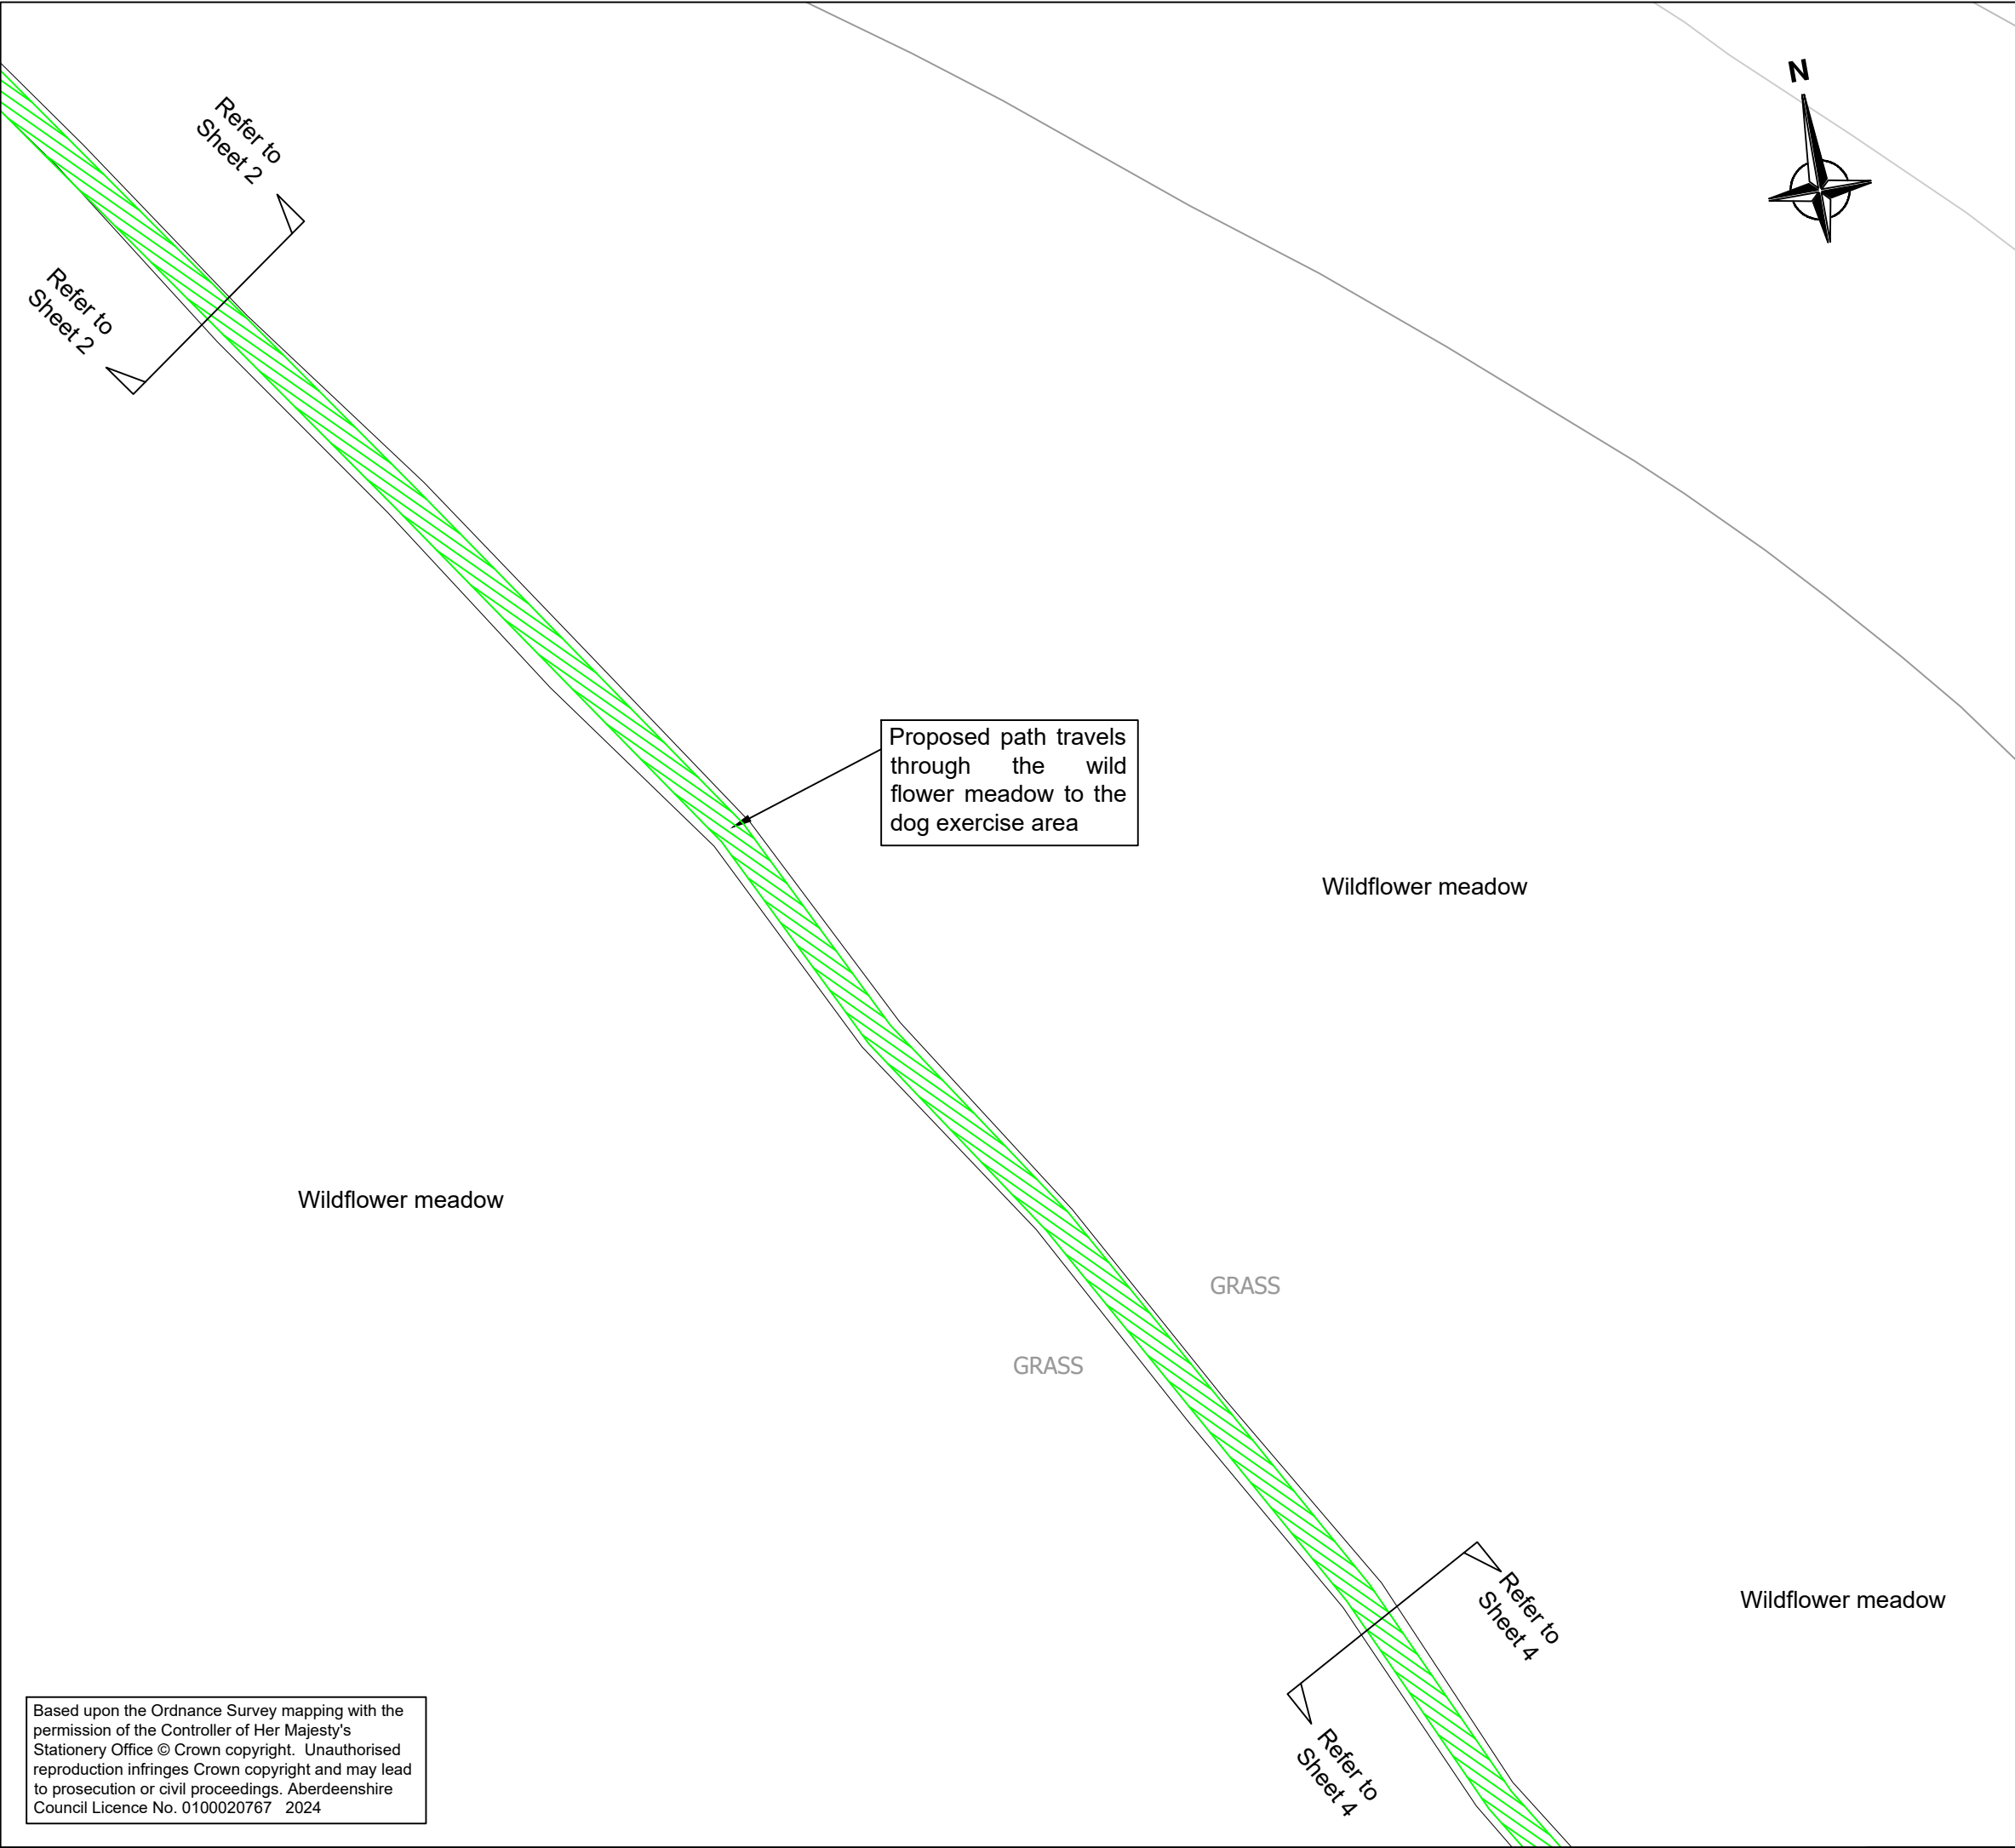 N
Refer to
Sheet 2
Refer to
Sheet 2
Proposed path travels
through the wild
flower meadow to the
dog exercise area
Wildflower meadow
Wildflower meadow
GRASS
GRASS
Refer to
Sheet 4
Wildflower meadow
Refer to
Sheet 4
Based upon the Ordnance Survey mapping with the
permission of the Controller of Her Majesty's
Stationery Office © Crown copyright. Unauthorised
reproduction infringes Crown copyright and may lead
to prosecution or civil proceedings. Aberdeenshire
Council Licence No. 0100020767 2024